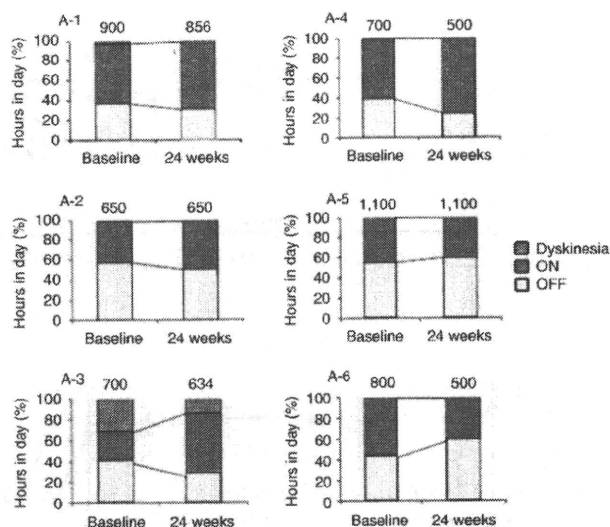 A-1 900 856
Hours in day (%)
100
80
60
40
20
0
Baseline 24 weeks
A-4 700 500
Hours in day (%)
100
80
60
40
20
0
Baseline 24 weeks
A-2 650 650
Hours in day (%)
100
80
60
40
20
0
Baseline 24 weeks
A-5 1,100 1,100
Hours in day (%)
100
80
60
40
20
0
Baseline 24 weeks
Dyskinesia
ON
OFF
A-3 700 634
Hours in day (%)
100
80
60
40
20
0
Baseline 24 weeks
A-6 800 500
Hours in day (%)
100
80
60
40
20
0
Baseline 24 weeks